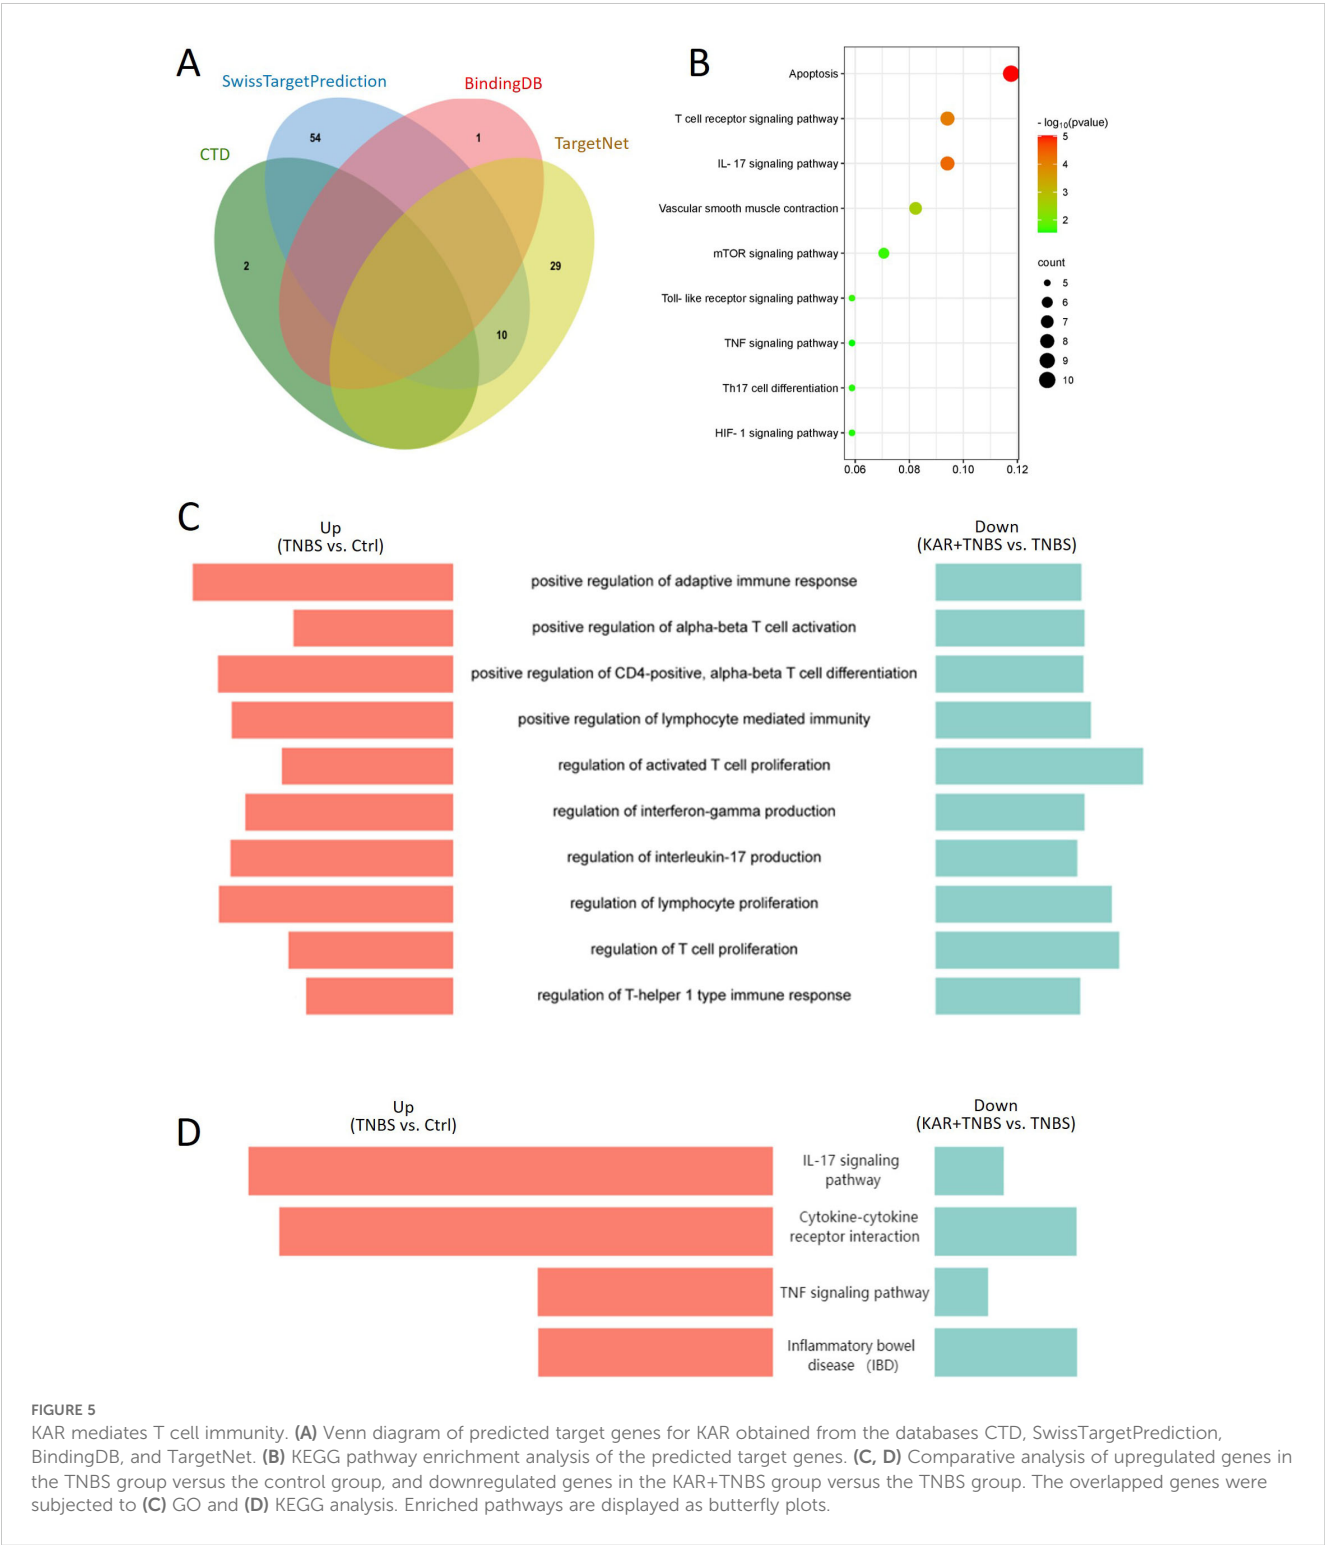 A
SwissTargetPrediction
BindingDB
CTD
TargetNet
54
1
2
29
10
B
Apoptosis
T cell receptor signaling pathway
IL- 17 signaling pathway
Vascular smooth muscle contraction
mTOR signaling pathway
Toll- like receptor signaling pathway
TNF signaling pathway
Th17 cell differentiation
HIF- 1 signaling pathway
0.06 0.08 0.10 0.12
- log10(pvalue)
5
4
3
2
count
5
6
7
8
9
10
C
Up
(TNBS vs. Ctrl)
Down
(KAR+TNBS vs. TNBS)
positive regulation of adaptive immune response
positive regulation of alpha-beta T cell activation
positive regulation of CD4-positive, alpha-beta T cell differentiation
positive regulation of lymphocyte mediated immunity
regulation of activated T cell proliferation
regulation of interferon-gamma production
regulation of interleukin-17 production
regulation of lymphocyte proliferation
regulation of T cell proliferation
regulation of T-helper 1 type immune response
D
Up
(TNBS vs. Ctrl)
Down
(KAR+TNBS vs. TNBS)
IL-17 signaling
pathway
Cytokine-cytokine
receptor interaction
TNF signaling pathway
Inflammatory bowel
disease （IBD）
FIGURE 5
KAR mediates T cell immunity. (A) Venn diagram of predicted target genes for KAR obtained from the databases CTD, SwissTargetPrediction,
BindingDB, and TargetNet. (B) KEGG pathway enrichment analysis of the predicted target genes. (C, D) Comparative analysis of upregulated genes in
the TNBS group versus the control group, and downregulated genes in the KAR+TNBS group versus the TNBS group. The overlapped genes were
subjected to (C) GO and (D) KEGG analysis. Enriched pathways are displayed as butterfly plots.